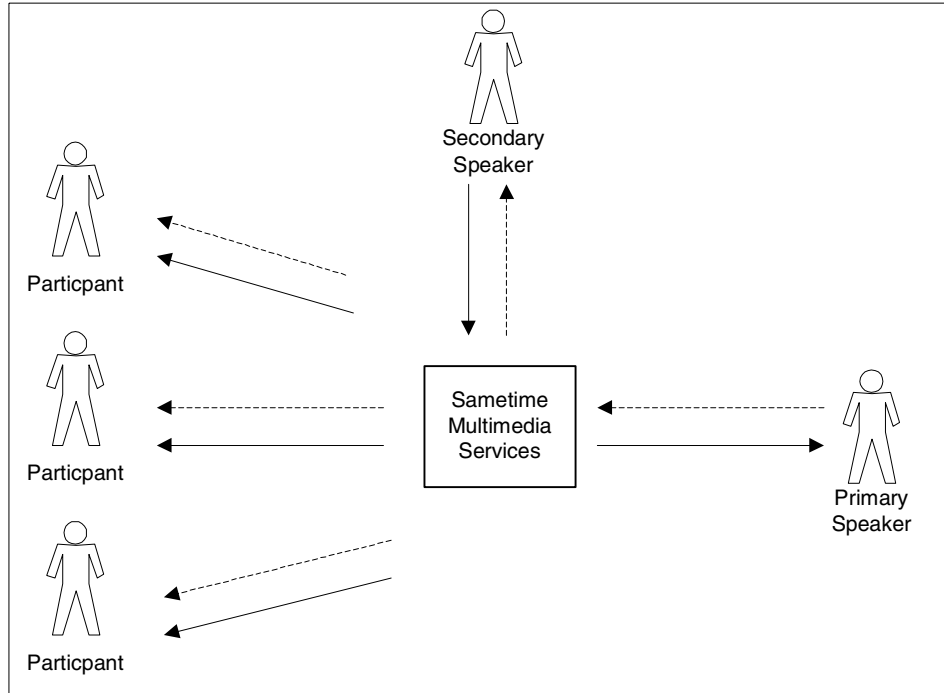 Secondary
Speaker
Particpant
Particpant
Sametime
Multimedia
Services
Primary
Speaker
Particpant